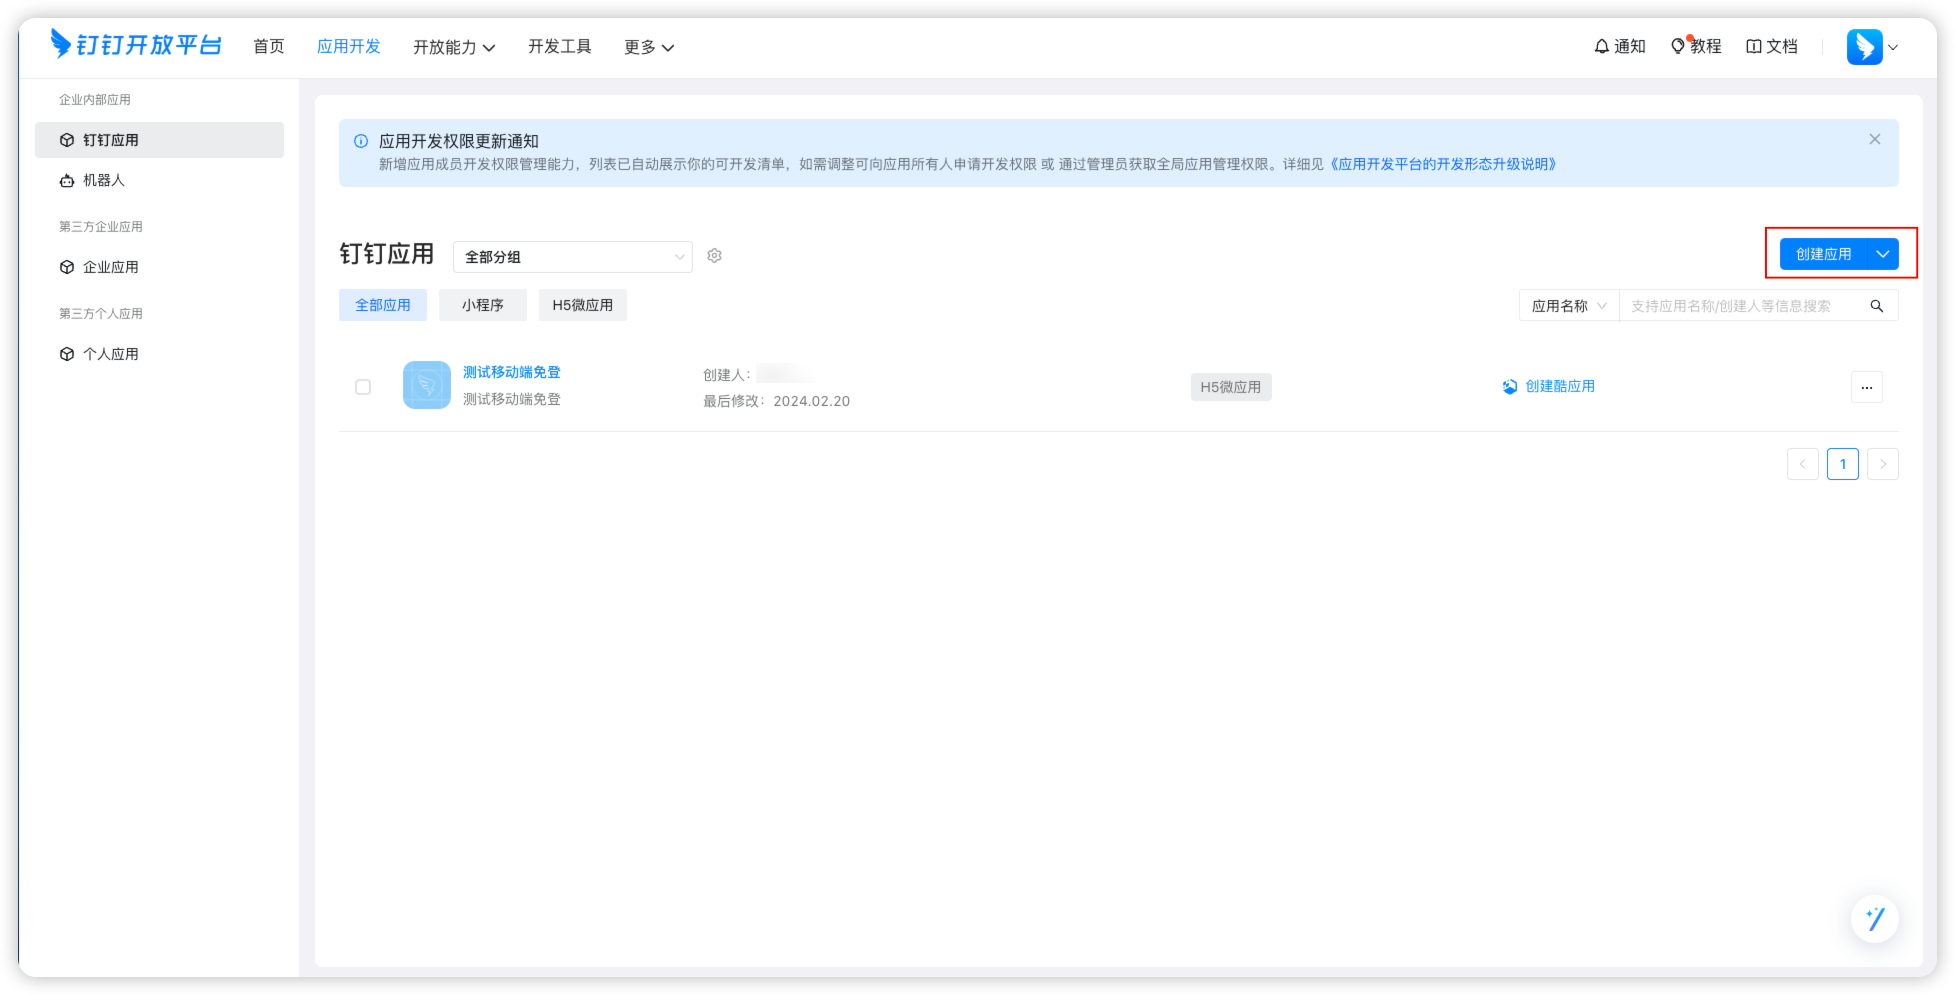 钉钉开放平台 首页 应用开发 开放能力 开发工具 更多 通知 教程 文档
企业内部应用
钉钉应用
机器人
第三方企业应用
企业应用
第三方个人应用
个人应用
应用开发权限更新通知
新增应用成员开发权限管理能力，列表已自动展示你的可开发清单，如需调整可向应用所有人申请开发权限 或 通过管理员获取全局应用管理权限。详细见《应用开发平台的开发形态升级说明》
钉钉应用 全部分组 创建应用
全部应用 小程序 H5微应用 应用名称 支持应用名称/创建人等信息搜索
测试移动端免登
测试移动端免登
创建人：
最后修改：2024.02.20
H5微应用
创建酷应用
1